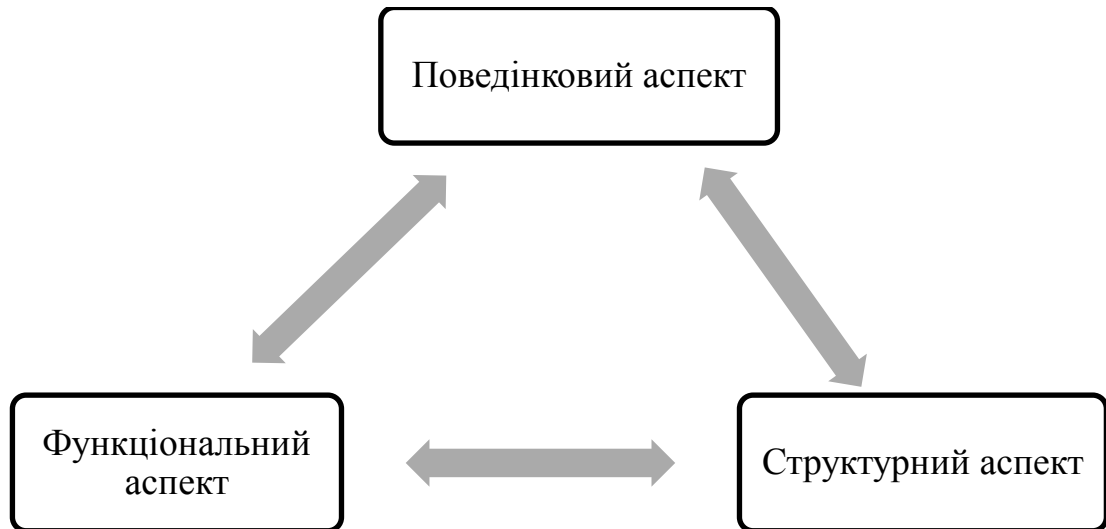 Поведінковий аспект
Функціональний
аспект
Структурний аспект